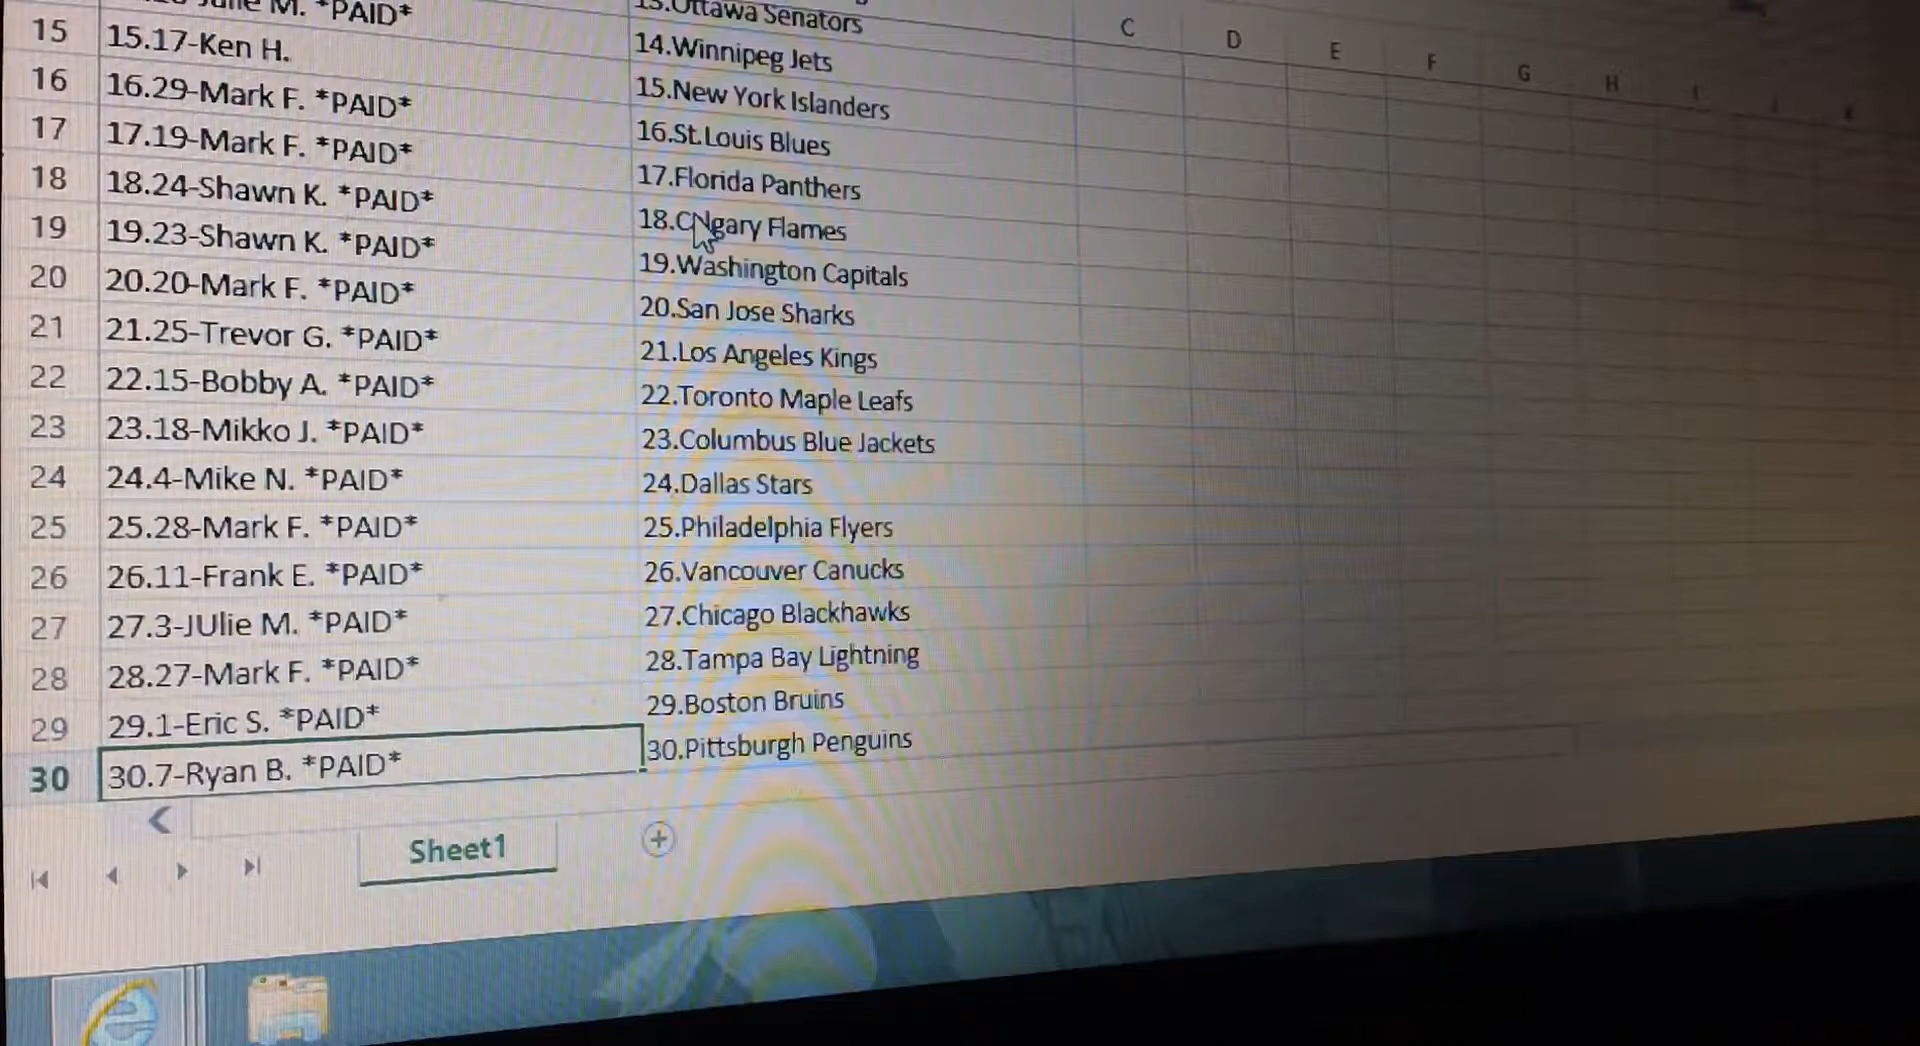 Julie M. *PAID* 13.Ottawa Senators
15 15.17-Ken H. 14.Winnipeg Jets C D E F G H
16 16.29-Mark F. *PAID* 15.New York Islanders
17 17.19-Mark F. *PAID* 16.St.Louis Blues
18 18.24-Shawn K. *PAID* 17.Florida Panthers
19 19.23-Shawn K. *PAID* 18.Calgary Flames
20 20.20-Mark F. *PAID* 19.Washington Capitals
21 21.25-Trevor G. *PAID* 20.San Jose Sharks
22 22.15-Bobby A. *PAID* 21.Los Angeles Kings
23 23.18-Mikko J. *PAID* 22.Toronto Maple Leafs
24 24.4-Mike N. *PAID* 23.Columbus Blue Jackets
25 25.28-Mark F. *PAID* 24.Dallas Stars
26 26.11-Frank E. *PAID* 25.Philadelphia Flyers
27 27.3-JUlie M. *PAID* 26.Vancouver Canucks
28 28.27-Mark F. *PAID* 27.Chicago Blackhawks
29 29.1-Eric S. *PAID* 28.Tampa Bay Lightning
30 30.7-Ryan B. *PAID* 29.Boston Bruins
30.Pittsburgh Penguins
Sheet1